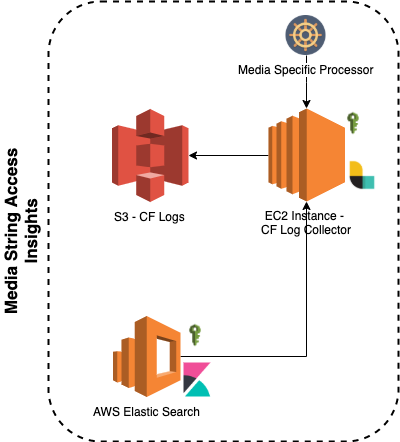 Media String Access
Insights
Media Specific Processor
S3 - CF Logs
EC2 Instance -
CF Log Collector
AWS Elastic Search